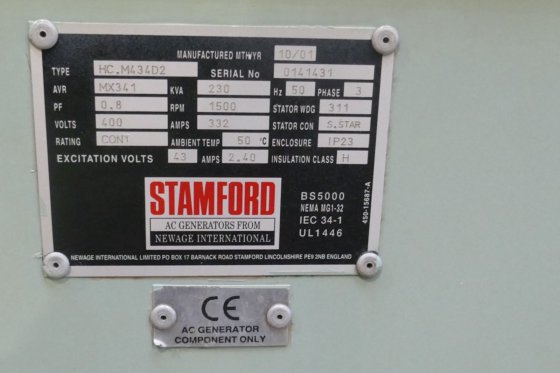 MANUFACTURED MTH/YR 10/01
TYPE HC.M434D2 SERIAL No 0141431
AVR MX341 KVA 230 Hz 50 PHASE 3
PF 0.8 RPM 1500 STATOR WDG 311
VOLTS 400 AMPS 332 STATOR CON S.STAR
RATING CONT AMBIENT TEMP 50 °C ENCLOSURE IP23
EXCITATION VOLTS 43 AMPS 2.40 INSULATION CLASS H
STAMFORD
AC GENERATORS FROM
NEWAGE INTERNATIONAL
BS5000
NEMA MG1-32
IEC 34-1
UL1446
450-15687-A
NEWAGE INTERNATIONAL LIMITED PO BOX 17 BARNACK ROAD STAMFORD LINCOLNSHIRE PE9 2NB ENGLAND
CE
AC GENERATOR
COMPONENT ONLY